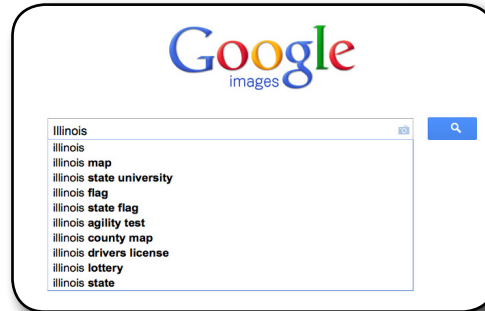 Google
images
Illinois
illinois
illinois map
illinois state university
illinois flag
illinois state flag
illinois agility test
illinois county map
illinois drivers license
illinois lottery
illinois state